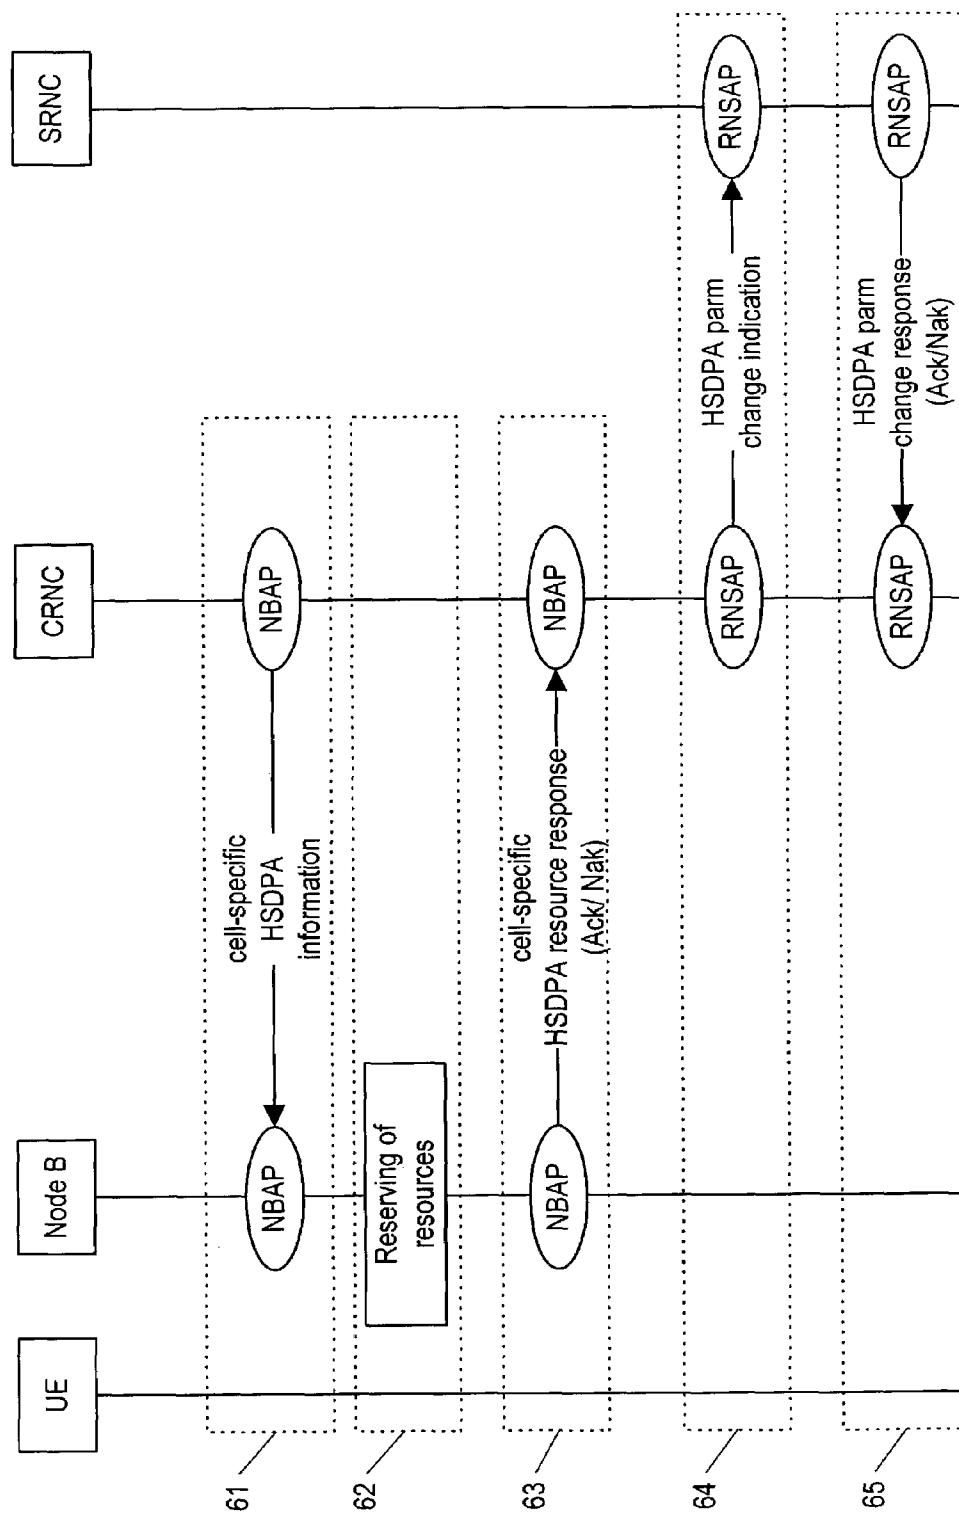 UE
Node B
CRNC
SRNC
61
NBAP
cell-specific
HSDPA
information
NBAP
62
Reserving of
resources
63
NBAP
cell-specific
HSDPA resource response
(Ack/ Nak)
NBAP
64
RNSAP
HSDPA parm
change indication
RNSAP
65
RNSAP
HSDPA parm
change response
(Ack/Nak)
RNSAP